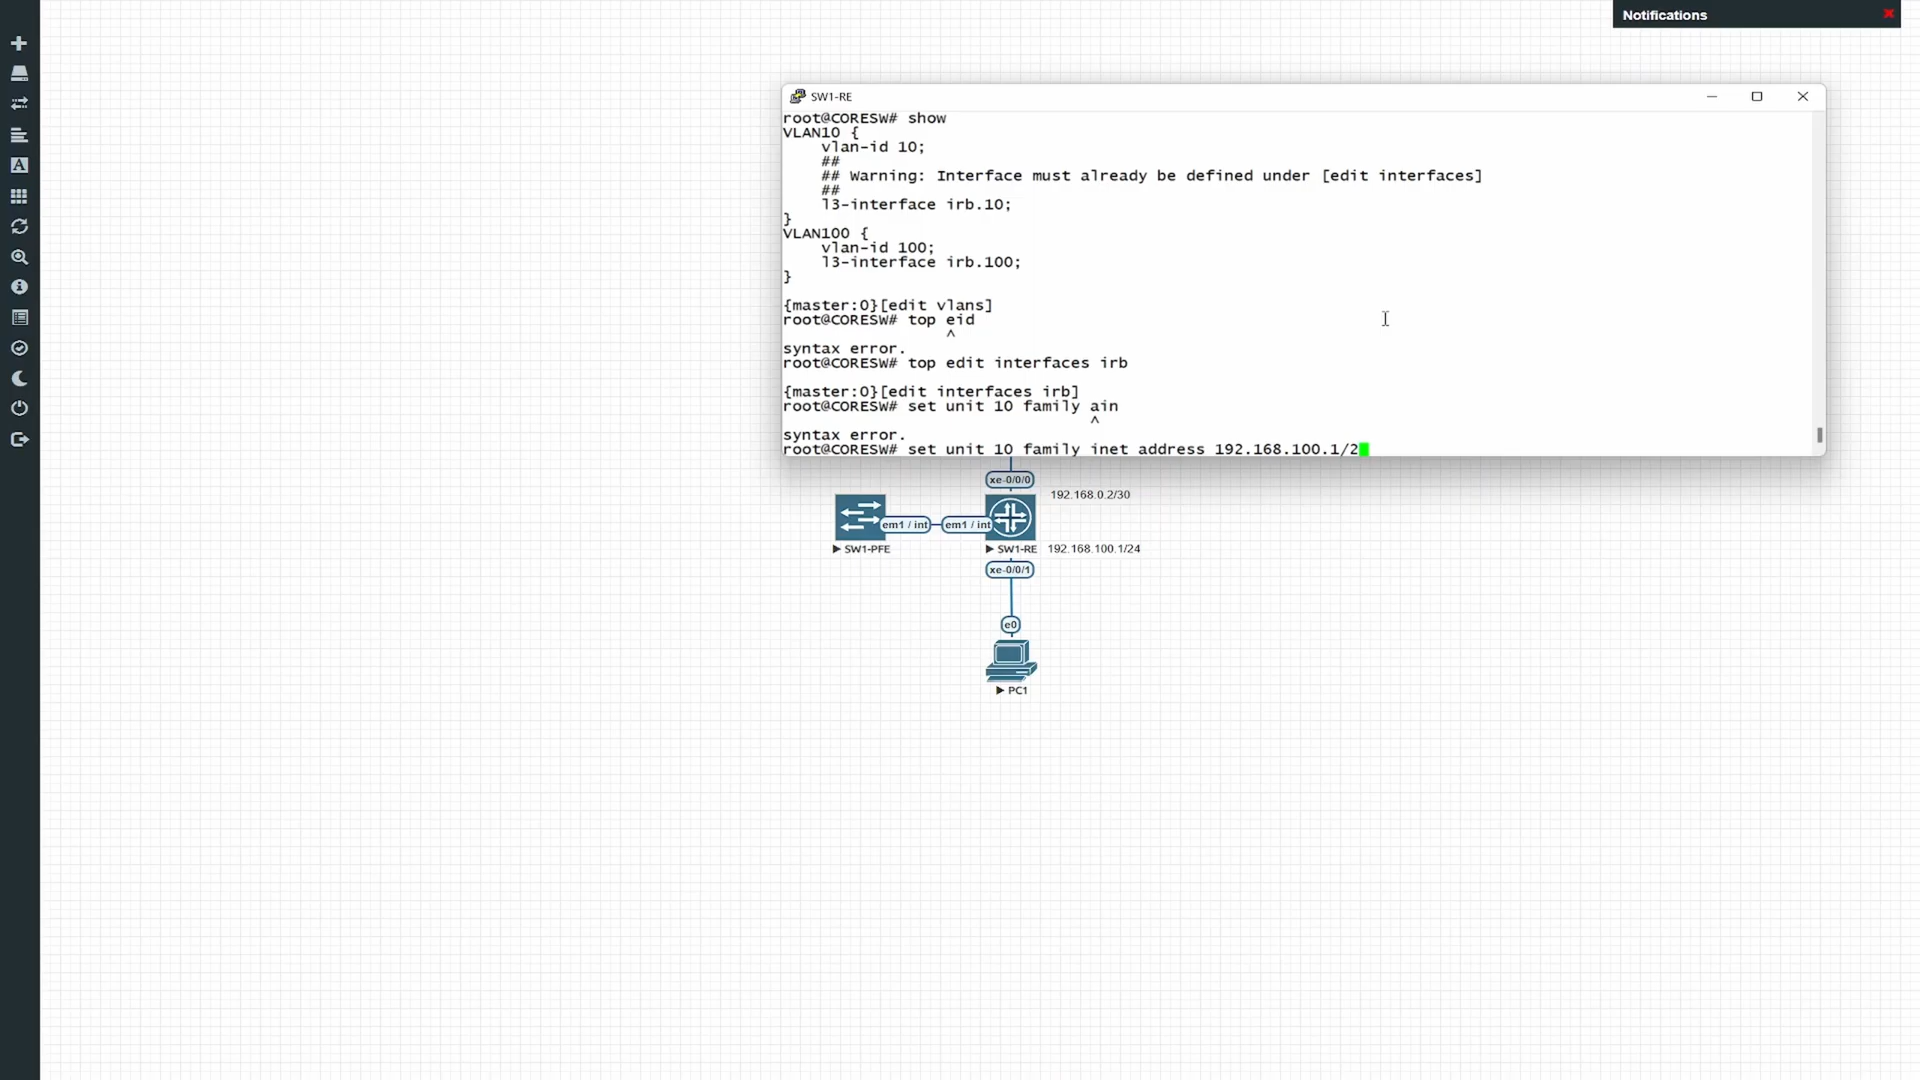 Notifications
SW1-RE
root@CORESW# show
VLAN10 {
    vlan-id 10;
    ##
    ## Warning: Interface must already be defined under [edit interfaces]
    ##
    l3-interface irb.10;
}
VLAN100 {
    vlan-id 100;
    l3-interface irb.100;
}
{master:0}[edit vlans]
root@CORESW# top eid
^
syntax error.
root@CORESW# top edit interfaces irb
{master:0}[edit interfaces irb]
root@CORESW# set unit 10 family ain
^
syntax error.
root@CORESW# set unit 10 family inet address 192.168.100.1/2
xe-0/0/0
192.168.0.2/30
em1 / int
em1 / int
SW1-PFE
SW1-RE
192.168.100.1/24
xe-0/0/1
e0
PC1